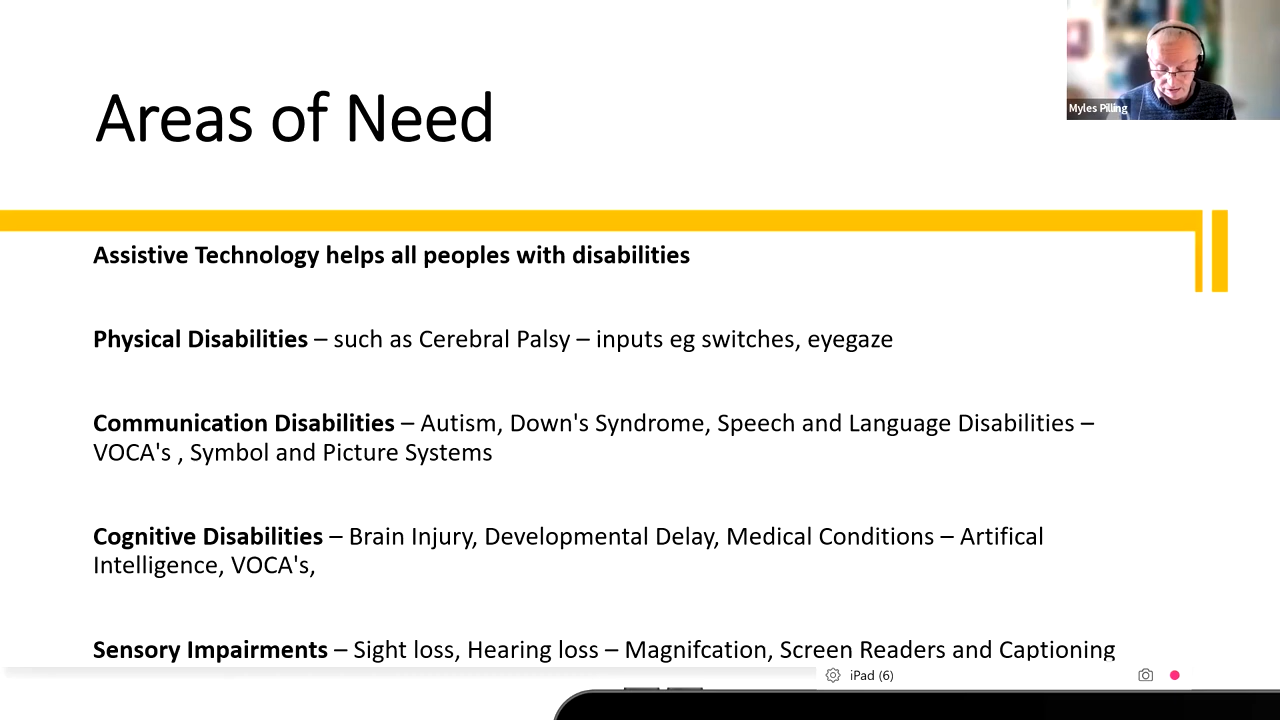 Areas of Need
Myles Pilling
Assistive Technology helps all peoples with disabilities
Physical Disabilities – such as Cerebral Palsy – inputs eg switches, eyegaze
Communication Disabilities – Autism, Down's Syndrome, Speech and Language Disabilities –
VOCA's , Symbol and Picture Systems
Cognitive Disabilities – Brain Injury, Developmental Delay, Medical Conditions – Artifical
Intelligence, VOCA's,
Sensory Impairments – Sight loss, Hearing loss – Magnifcation, Screen Readers and Captioning
iPad (6)